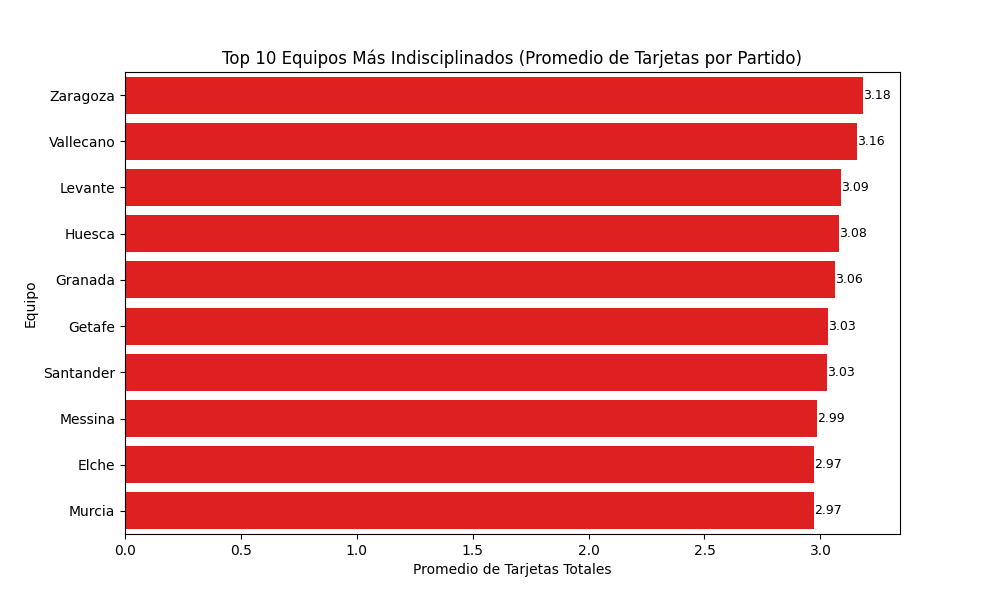 Top 10 Equipos Más Indisciplinados (Promedio de Tarjetas por Partido)
Equipo
Zaragoza 3.18
Vallecano 3.16
Levante 3.09
Huesca 3.08
Granada 3.06
Getafe 3.03
Santander 3.03
Messina 2.99
Elche 2.97
Murcia 2.97
0.0 0.5 1.0 1.5 2.0 2.5 3.0
Promedio de Tarjetas Totales